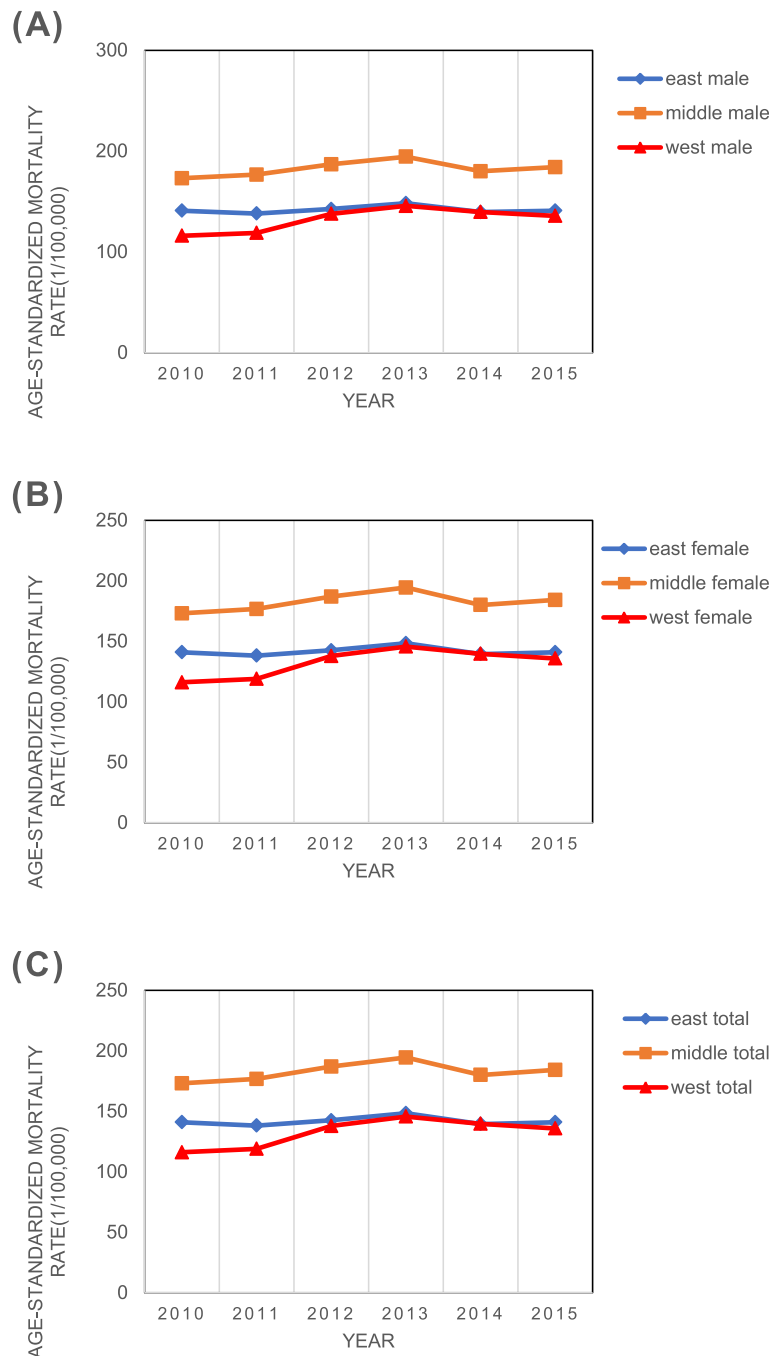 (A)
AGE-STANDARDIZED MORTALITY
RATE(1/100,000)
300
200
100
0
2010 2011 2012 2013 2014 2015
YEAR
east male
middle male
west male
(B)
AGE-STANDARDIZED MORTALITY
RATE(1/100,000)
250
200
150
100
50
0
2010 2011 2012 2013 2014 2015
YEAR
east female
middle female
west female
(C)
AGE-STANDARDIZED MORTALITY
RATE(1/100,000)
250
200
150
100
50
0
2010 2011 2012 2013 2014 2015
YEAR
east total
middle total
west total